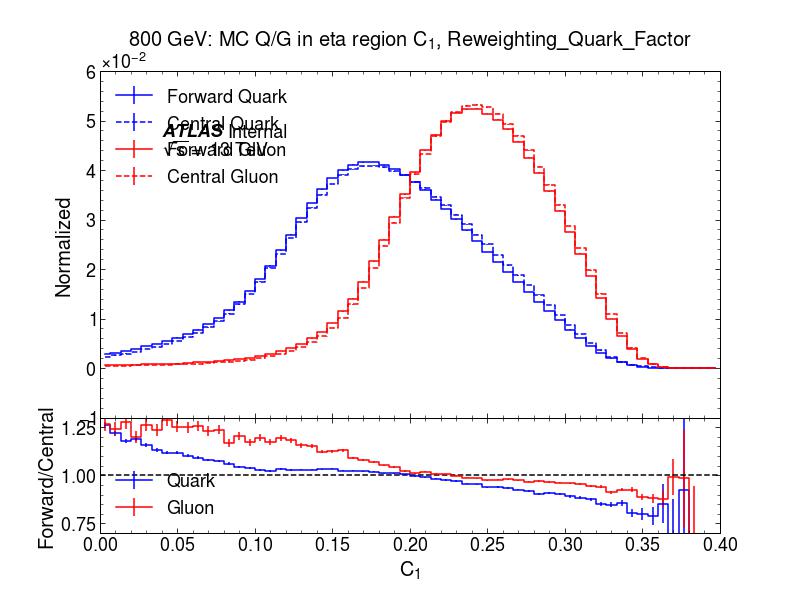 800 GeV: MC Q/G in eta region C₁, Reweighting_Quark_Factor
×10⁻²
6
5
4
3
2
1
0
1
Normalized
Forward Quark
Central Quark
ATLAS Internal
√s = 13 TeV
Forward Gluon
Central Gluon
1.25
1.00
0.75
Forward/Central
Quark
Gluon
0.00 0.05 0.10 0.15 0.20 0.25 0.30 0.35 0.40
C₁